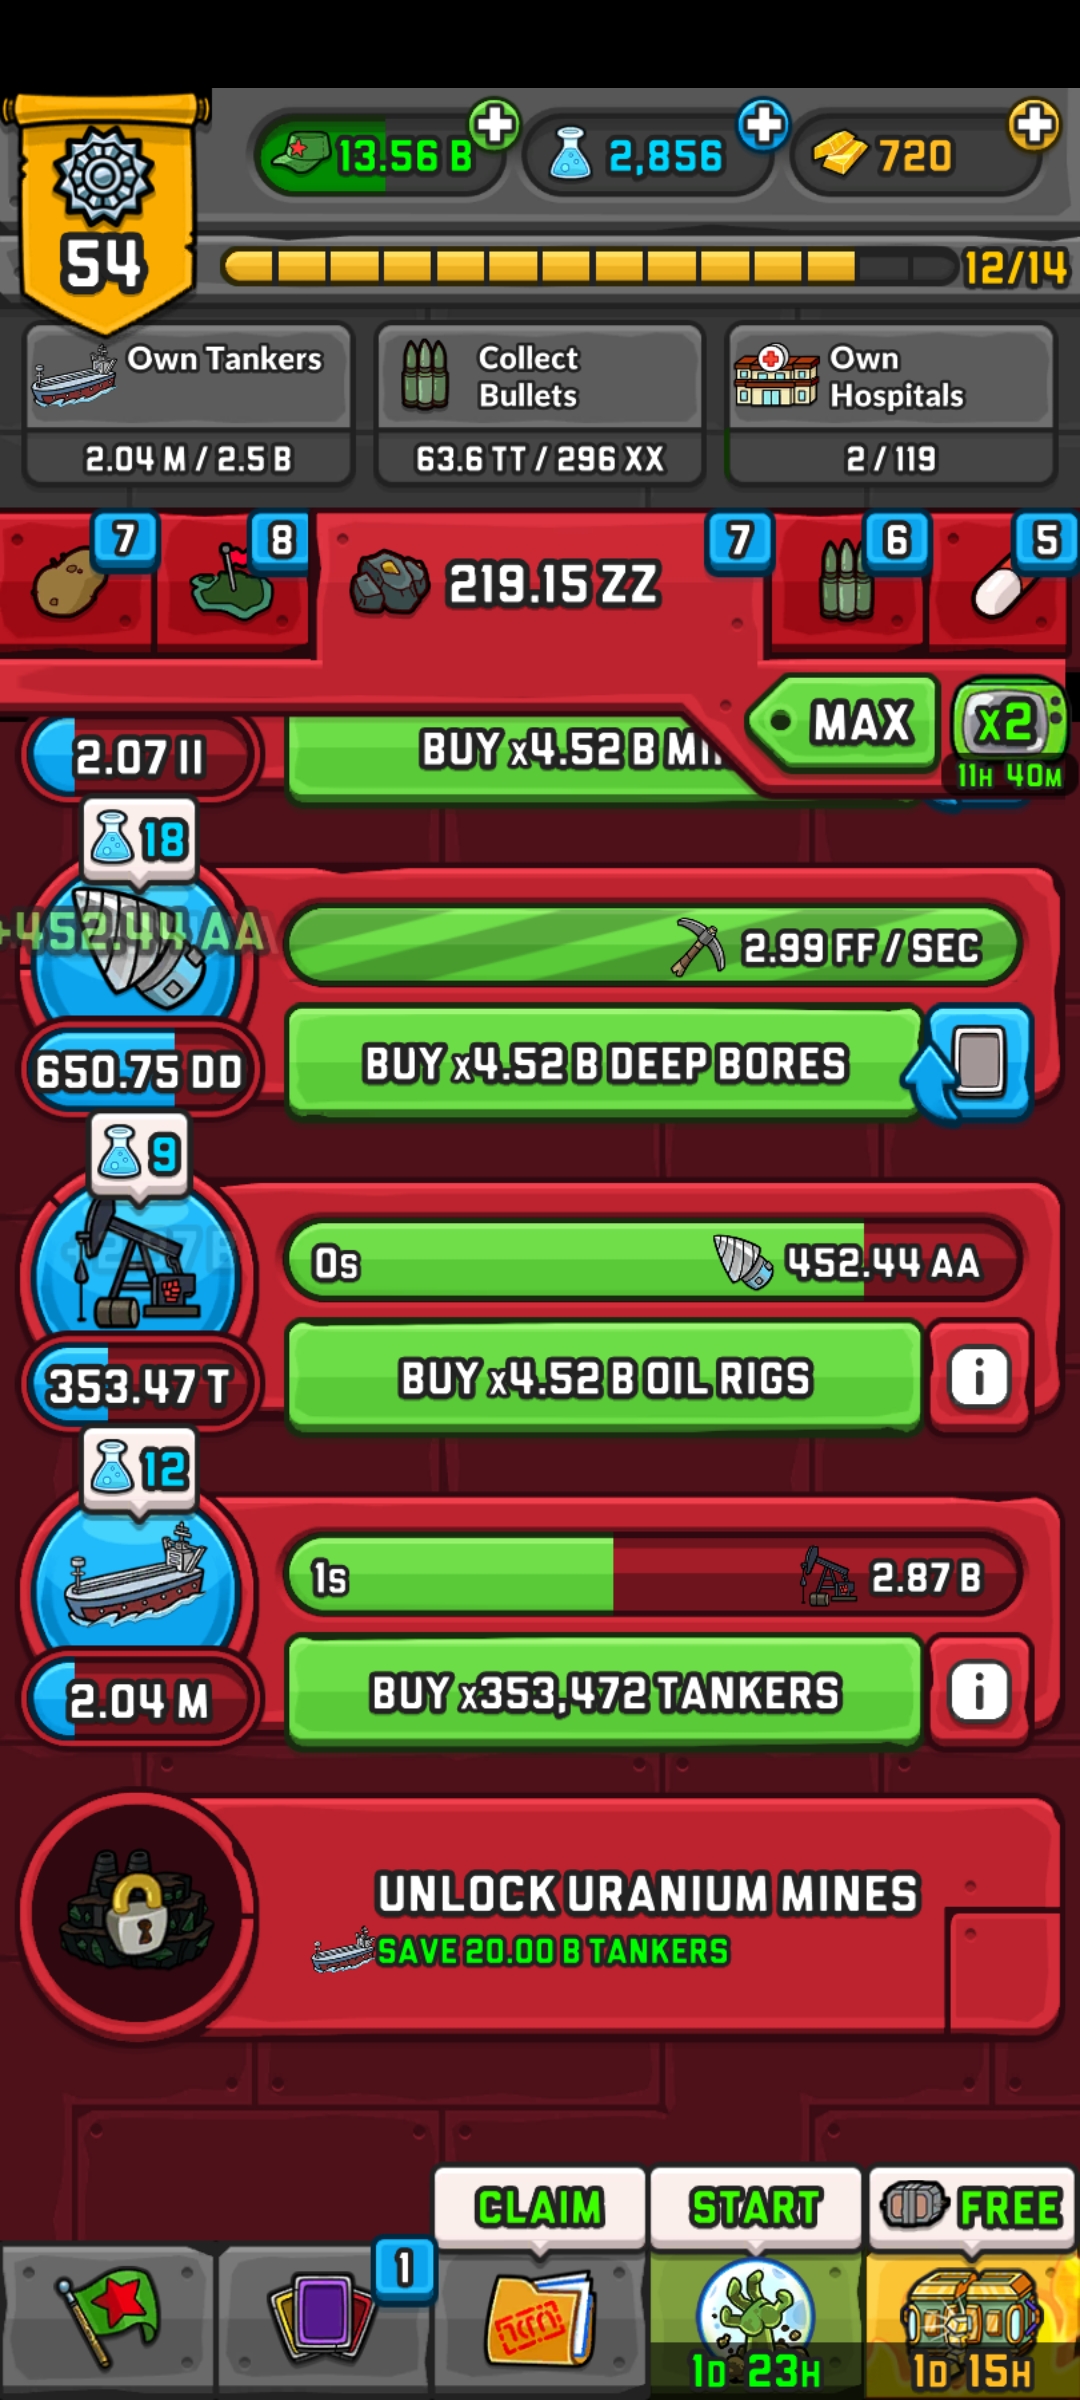 13.56 B
2,856
720
54
12/14
Own Tankers
2.04 M / 2.5 B
Collect
Bullets
63.6 TT / 296 XX
Own
Hospitals
2 / 119
7
8
219.15 ZZ
7
6
5
MAX
x2
11H 40M
2.07 II
BUY x4.52 B
18
+452.44 AA
2.99 FF / SEC
650.75 DD
BUY x4.52 B DEEP BORES
9
0s
452.44 AA
353.47 T
BUY x4.52 B OIL RIGS
i
12
1s
2.87 B
2.04 M
BUY x353,472 TANKERS
i
UNLOCK URANIUM MINES
SAVE 20.00 B TANKERS
CLAIM
START
FREE
1
1D 23H
1D 15H